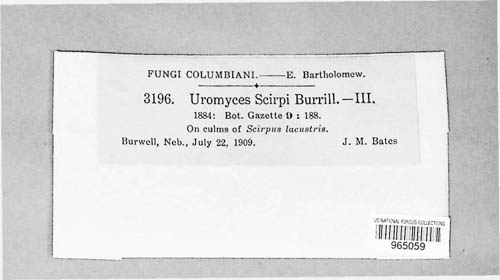 FUNGI COLUMBIANI.—E. Bartholomew.
3196. Uromyces Scirpi Burrill.—III.
1884: Bot. Gazette 9 : 188.
On culms of Scirpus lacustris.
Burwell, Neb., July 22, 1909. J. M. Bates
US NATIONAL FUNGUS COLLECTIONS
965059